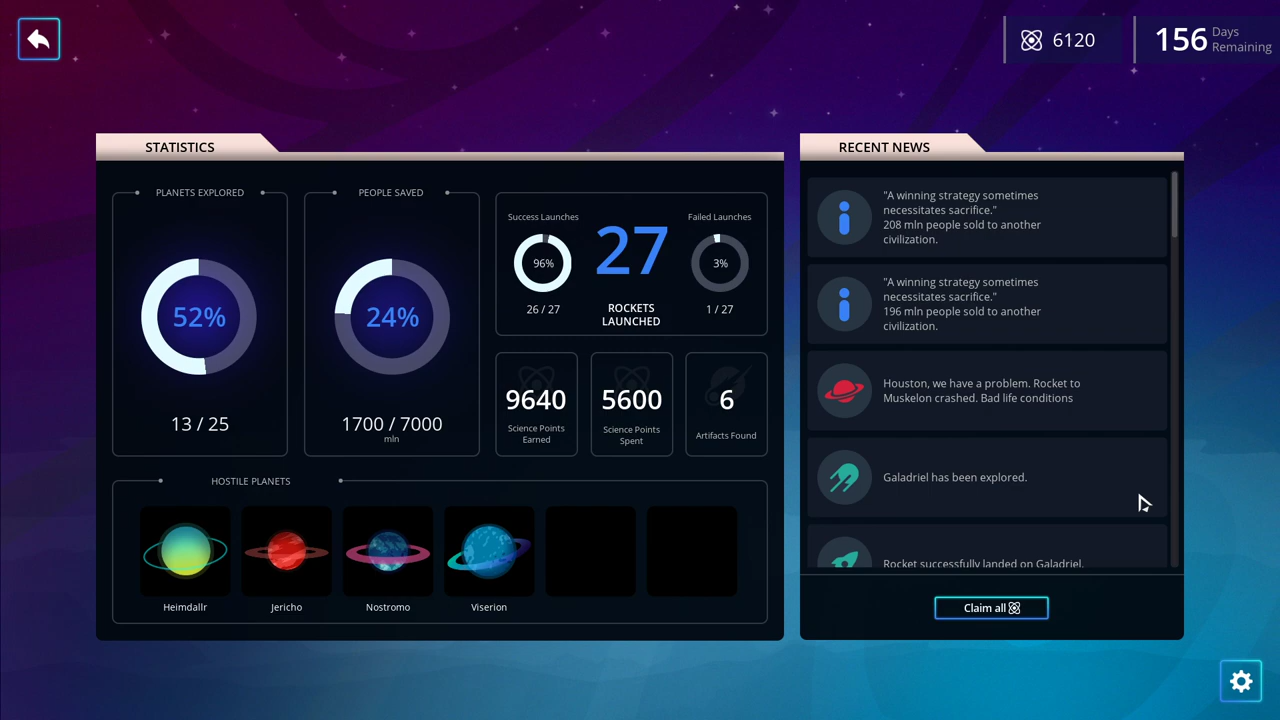 6120
156 Days
Remaining
STATISTICS
PLANETS EXPLORED
52%
13 / 25
PEOPLE SAVED
24%
1700 / 7000
mln
Success Launches
96%
26 / 27
27
ROCKETS
LAUNCHED
Failed Launches
3%
1 / 27
9640
Science Points
Earned
5600
Science Points
Spent
6
Artifacts Found
HOSTILE PLANETS
Heimdallr
Jericho
Nostromo
Viserion
RECENT NEWS
"A winning strategy sometimes
necessitates sacrifice."
208 mln people sold to another
civilization.
"A winning strategy sometimes
necessitates sacrifice."
196 mln people sold to another
civilization.
Houston, we have a problem. Rocket to
Muskelon crashed. Bad life conditions
Galadriel has been explored.
Rocket successfully landed on Galadriel.
Claim all